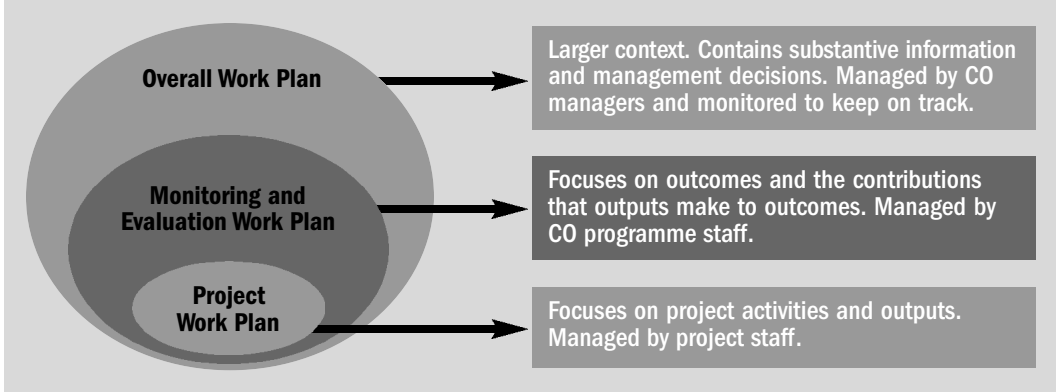 Overall Work Plan
Larger context. Contains substantive information
and management decisions. Managed by CO
managers and monitored to keep on track.
Monitoring and
Evaluation Work Plan
Focuses on outcomes and the contributions
that outputs make to outcomes. Managed by
CO programme staff.
Project
Work Plan
Focuses on project activities and outputs.
Managed by project staff.